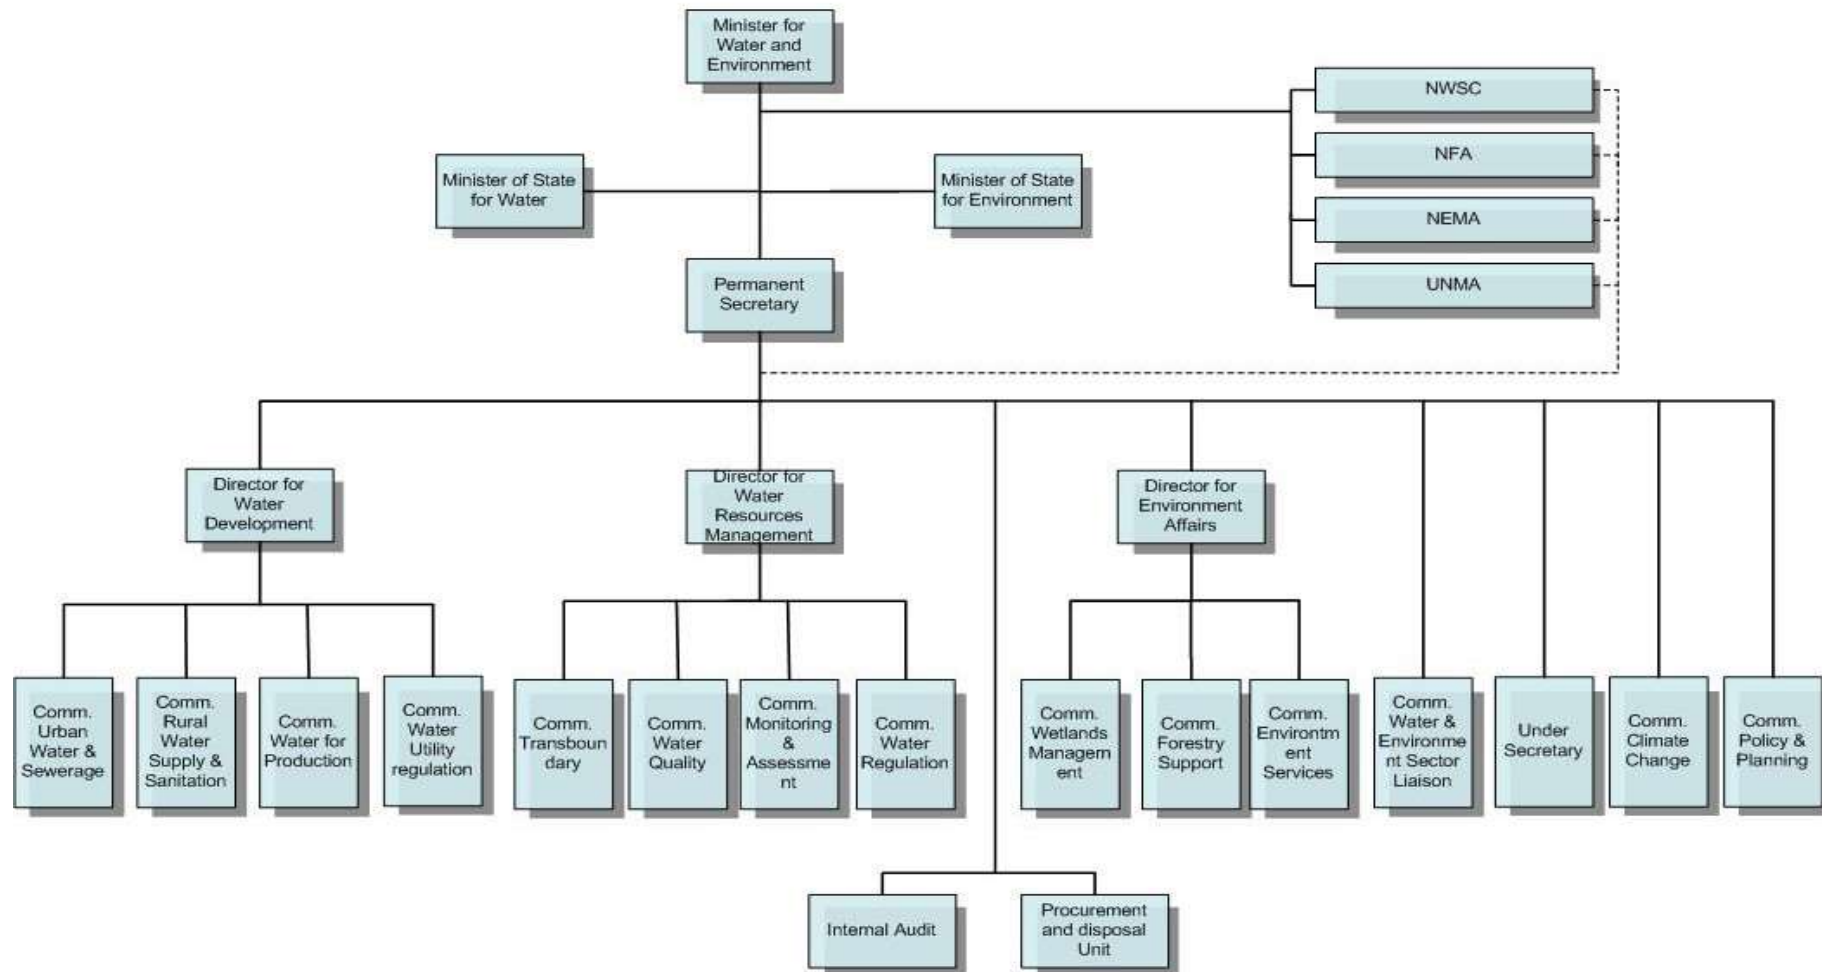 Minister for
Water and
Environment
NWSC
NFA
Minister of State
for Water
Minister of State
for Environment
NEMA
UNMA
Permanent
Secretary
Director for
Water
Development
Director for
Water
Resources
Management
Director for
Environment
Affairs
Comm.
Urban
Water &
Sewerage
Comm.
Rural
Water
Supply &
Sanitation
Comm.
Water for
Production
Comm.
Water
Utility
regulation
Comm.
Transboun
dary
Comm.
Water
Quality
Comm.
Monitoring
&
Assessme
nt
Comm.
Water
Regulation
Comm.
Wetlands
Managem
ent
Comm.
Forestry
Support
Comm.
Environtm
ent
Services
Comm.
Water &
Environme
nt Sector
Liaison
Under
Secretary
Comm.
Climate
Change
Comm.
Policy &
Planning
Internal Audit
Procurement
and disposal
Unit